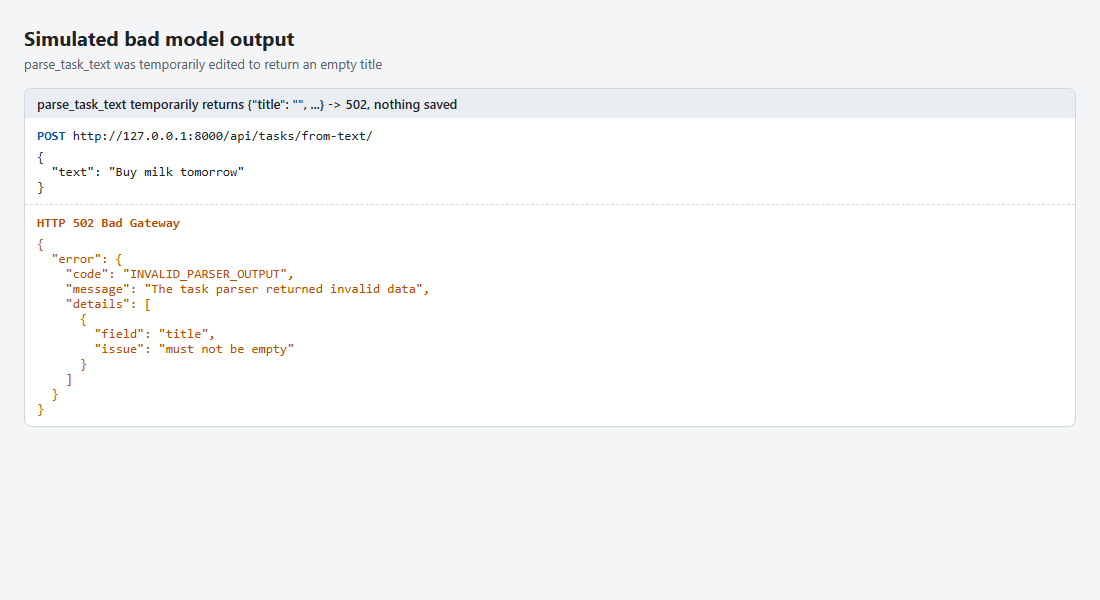 Simulated bad model output
parse_task_text was temporarily edited to return an empty title
parse_task_text temporarily returns {"title": "", ...} -> 502, nothing saved
POST http://127.0.0.1:8000/api/tasks/from-text/
{
  "text": "Buy milk tomorrow"
}
HTTP 502 Bad Gateway
{
  "error": {
    "code": "INVALID_PARSER_OUTPUT",
    "message": "The task parser returned invalid data",
    "details": [
      {
        "field": "title",
        "issue": "must not be empty"
      }
    ]
  }
}